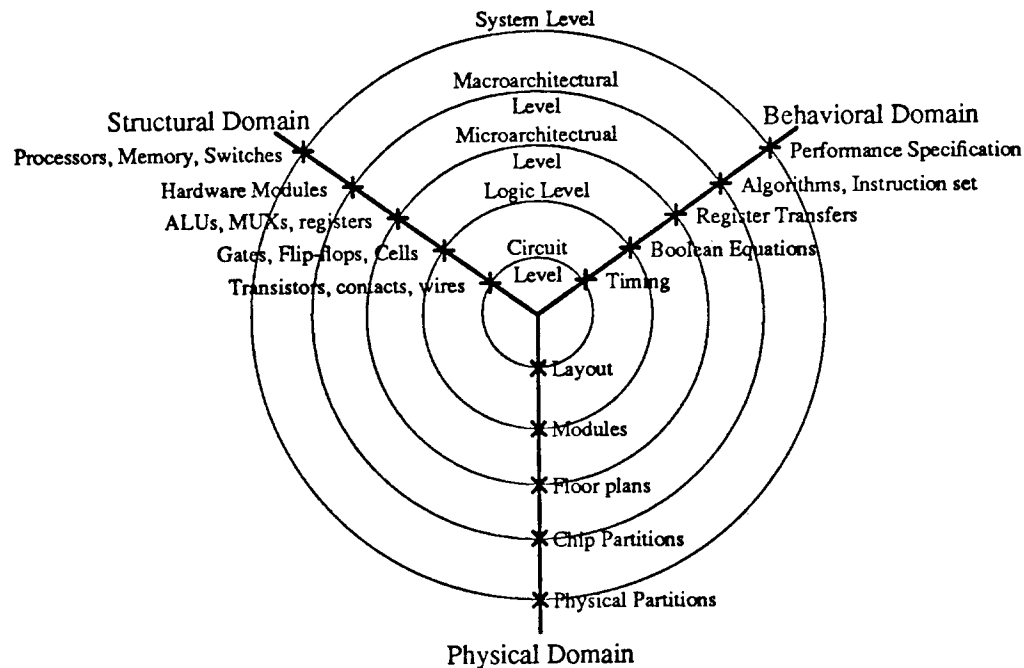 System Level
Macroarchitectural
Level
Structural Domain
Behavioral Domain
Microarchitectrual
Level
Processors, Memory, Switches
Performance Specification
Hardware Modules
Algorithms, Instruction set
Logic Level
ALUs, MUXs, registers
Register Transfers
Gates, Flip-flops, Cells
Circuit
Level
Boolean Equations
Transistors, contacts, wires
Timing
Layout
Modules
Floor plans
Chip Partitions
Physical Partitions
Physical Domain